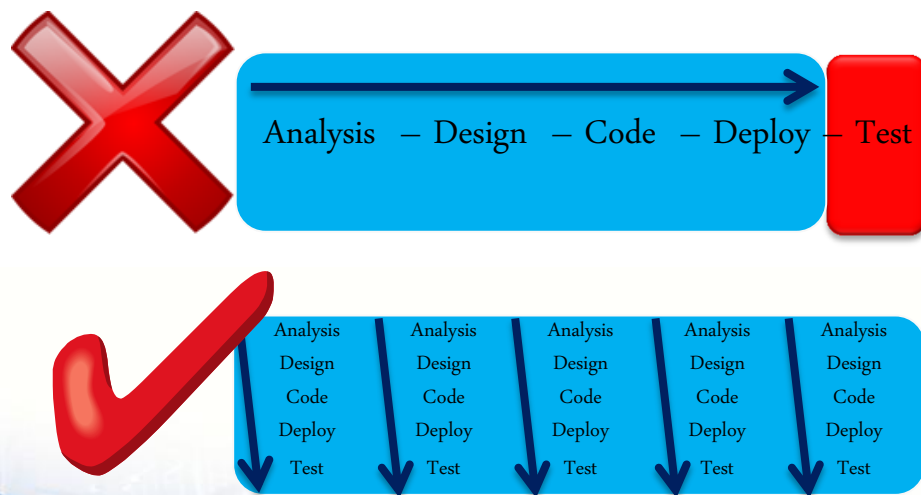 Analysis – Design – Code – Deploy – Test
Analysis Analysis Analysis Analysis Analysis
Design Design Design Design Design
Code Code Code Code Code
Deploy Deploy Deploy Deploy Deploy
Test Test Test Test Test